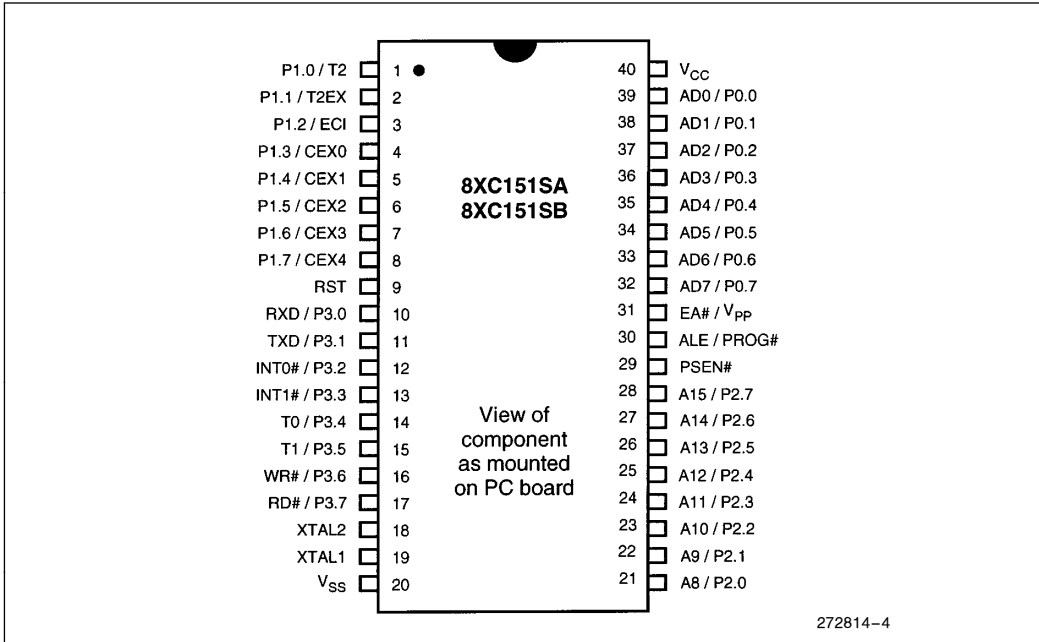 P1.0 / T2 1 40 VCC
P1.1 / T2EX 2 39 AD0 / P0.0
P1.2 / ECI 3 38 AD1 / P0.1
P1.3 / CEX0 4 37 AD2 / P0.2
P1.4 / CEX1 5 36 AD3 / P0.3
P1.5 / CEX2 6 35 AD4 / P0.4
P1.6 / CEX3 7 34 AD5 / P0.5
P1.7 / CEX4 8 33 AD6 / P0.6
RST 9 32 AD7 / P0.7
RXD / P3.0 10 31 EA# / VPP
TXD / P3.1 11 30 ALE / PROG#
INT0# / P3.2 12 29 PSEN#
INT1# / P3.3 13 28 A15 / P2.7
T0 / P3.4 14 27 A14 / P2.6
T1 / P3.5 15 26 A13 / P2.5
WR# / P3.6 16 25 A12 / P2.4
RD# / P3.7 17 24 A11 / P2.3
XTAL2 18 23 A10 / P2.2
XTAL1 19 22 A9 / P2.1
VSS 20 21 A8 / P2.0
8XC151SA
8XC151SB
View of
component
as mounted
on PC board
272814–4